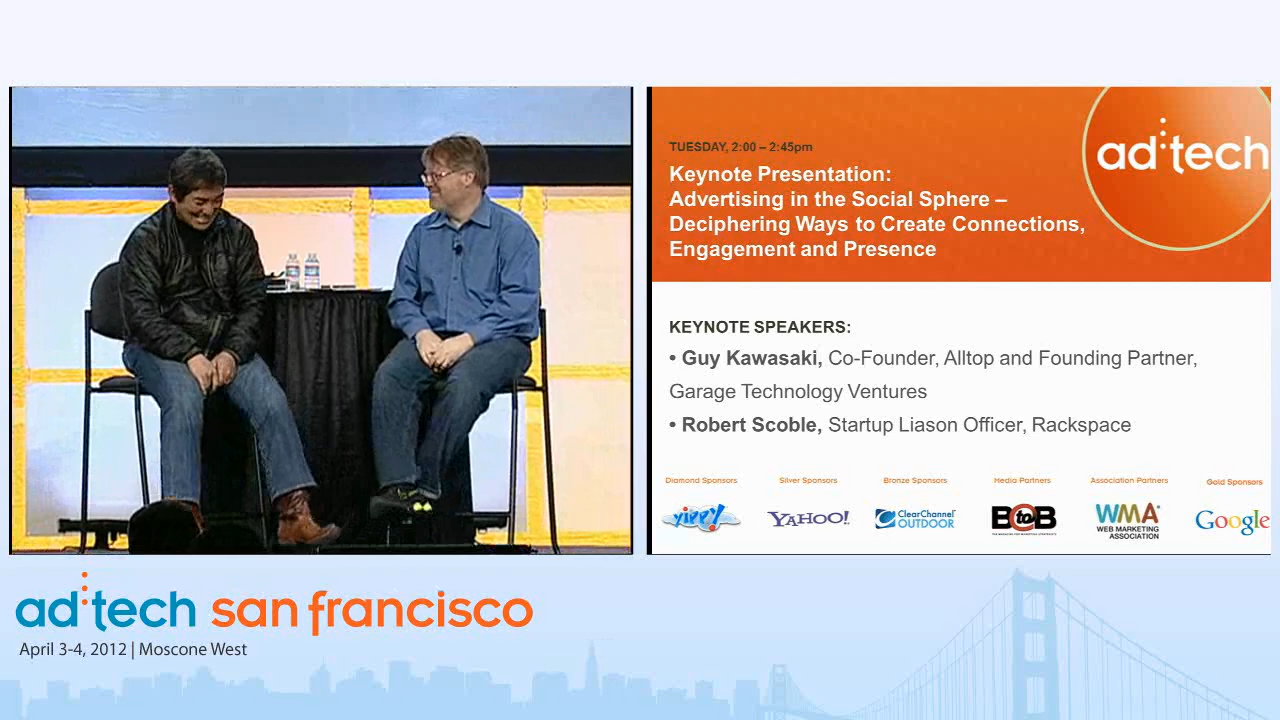 TUESDAY, 2:00 – 2:45pm
Keynote Presentation:
Advertising in the Social Sphere –
Deciphering Ways to Create Connections,
Engagement and Presence
ad:tech
KEYNOTE SPEAKERS:
• Guy Kawasaki, Co-Founder, Alltop and Founding Partner,
Garage Technology Ventures
• Robert Scoble, Startup Liason Officer, Rackspace
Diamond Sponsors
Silver Sponsors
Bronze Sponsors
Media Partners
Association Partners
Gold Sponsors
yippy
YAHOO!
ClearChannel
OUTDOOR
BtoB
WMA
WEB MARKETING
ASSOCIATION
Google
ad:tech san francisco
April 3-4, 2012 | Moscone West